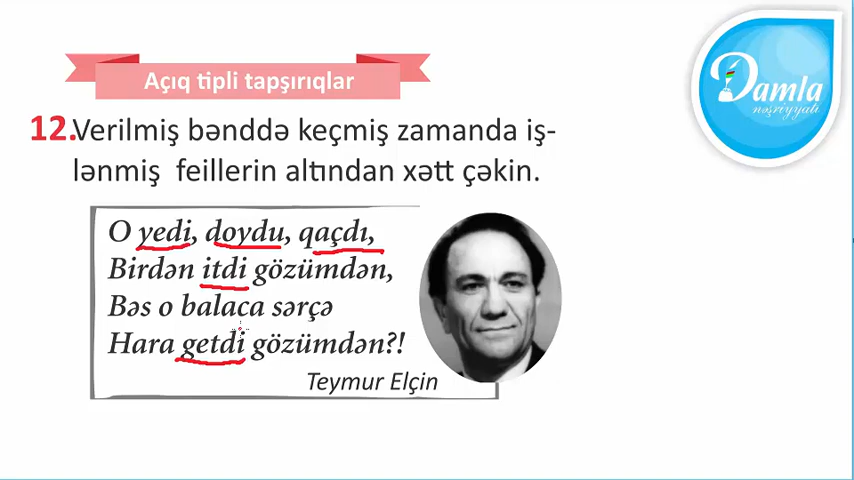 Açıq tipli tapşırıqlar
Damla
nəşriyyatı
12.Verilmiş bənddə keçmiş zamanda iş-
lənmiş feillerin altından xətt çəkin.
O yedi, doydu, qaçdı,
Birdən itdi gözümdən,
Bəs o balaca sərçə
Hara getdi gözümdən?!
Teymur Elçin